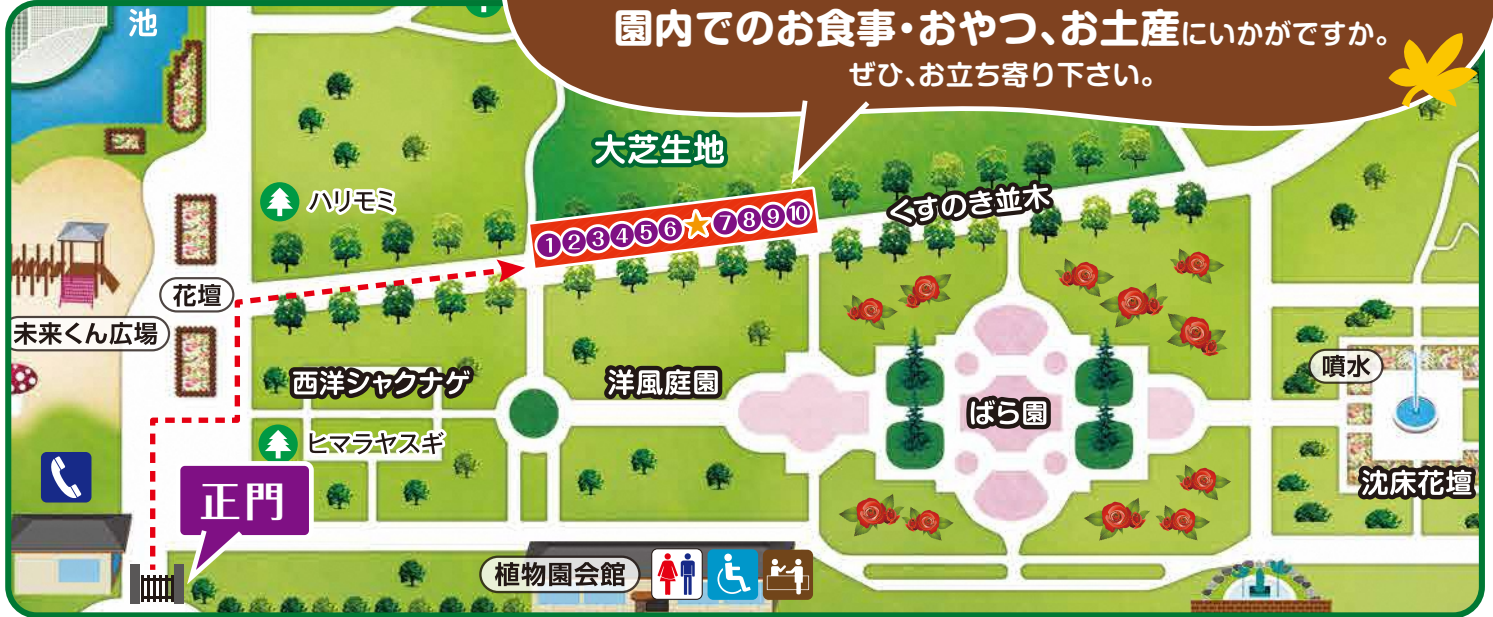 園内でのお食事・おやつ、お土産にいかがですか。
ぜひ、お立ち寄り下さい。
池
大芝生地
ハリモミ
くすのき並木
❶❷❸❹❺❻★❼❽❾❿
花壇
未来くん広場
噴水
西洋シャクナゲ
洋風庭園
ばら園
ヒマラヤスギ
沈床花壇
正門
植物園会館